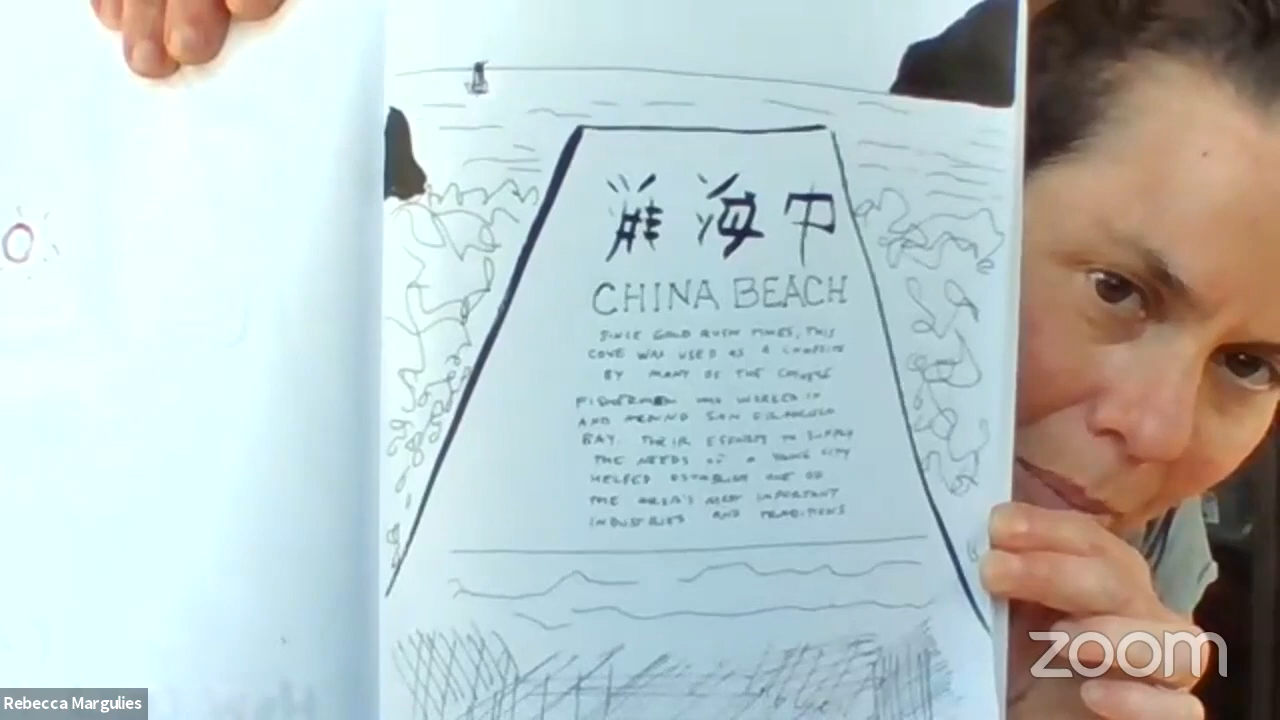 海 中
CHINA BEACH
SINCE GOLD RUSH TIMES, THIS
COVE WAS USED AS A CAMPSITE
BY MANY OF THE CHINESE
FISHERMEN WHO WORKED IN
AND AROUND SAN FRANCISCO
BAY. THEIR EFFORTS TO SUPPLY
THE NEEDS OF A YOUNG CITY
HELPED ESTABLISH ONE OF
THE AREA'S MOST IMPORTANT
INDUSTRIES AND TRADITIONS
zoom
Rebecca Margulies